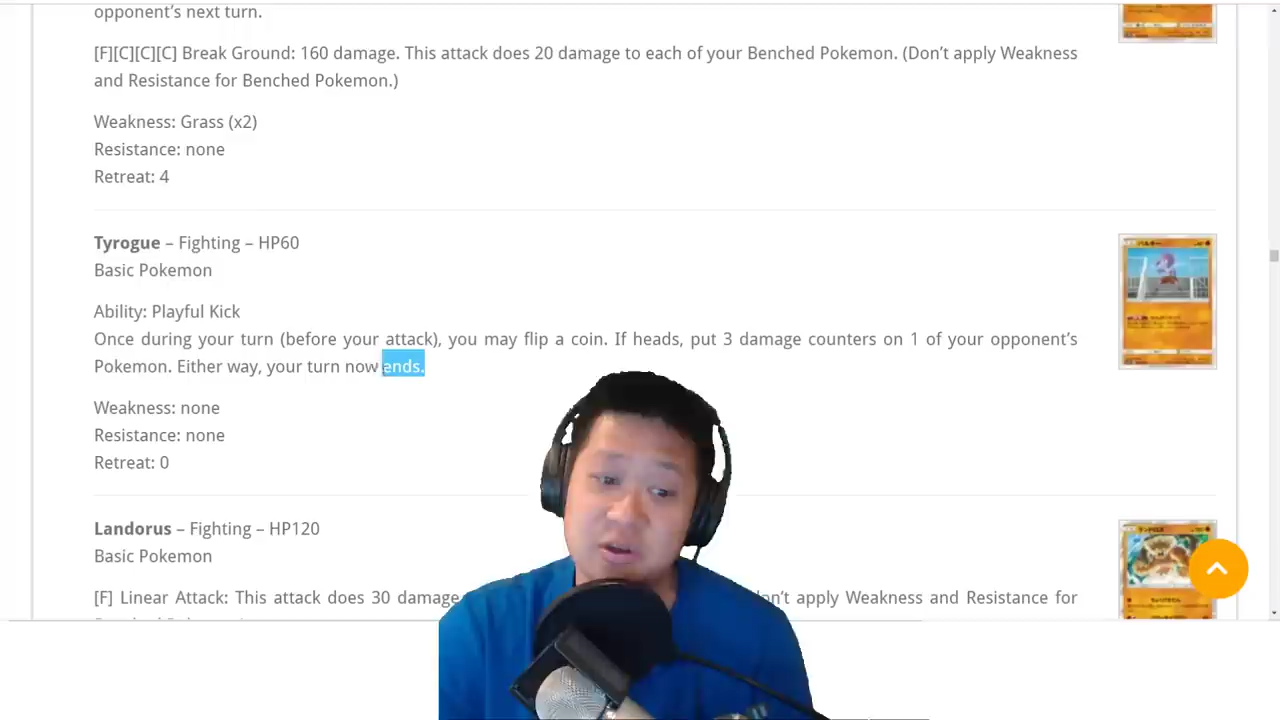 opponent's next turn.
[F][C][C][C] Break Ground: 160 damage. This attack does 20 damage to each of your Benched Pokemon. (Don't apply Weakness
and Resistance for Benched Pokemon.)
Weakness: Grass (x2)
Resistance: none
Retreat: 4
Tyrogue – Fighting – HP60
Basic Pokemon
Ability: Playful Kick
Once during your turn (before your attack), you may flip a coin. If heads, put 3 damage counters on 1 of your opponent's
Pokemon. Either way, your turn now ends.
Weakness: none
Resistance: none
Retreat: 0
Landorus – Fighting – HP120
Basic Pokemon
[F] Linear Attack: This attack does 30 damage on't apply Weakness and Resistance for